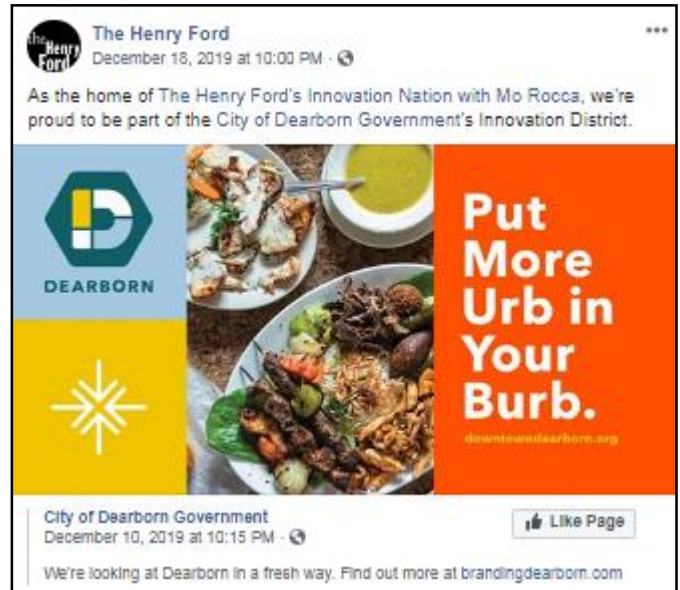 the
Henry
Ford
The Henry Ford
December 18, 2019 at 10:00 PM ·
As the home of The Henry Ford's Innovation Nation with Mo Rocca, we're
proud to be part of the City of Dearborn Government's Innovation District.
D
DEARBORN
Put
More
Urb in
Your
Burb.
downtowndearborn.org
City of Dearborn Government
December 10, 2019 at 10:15 PM ·
Like Page
We're looking at Dearborn in a fresh way. Find out more at brandingdearborn.com